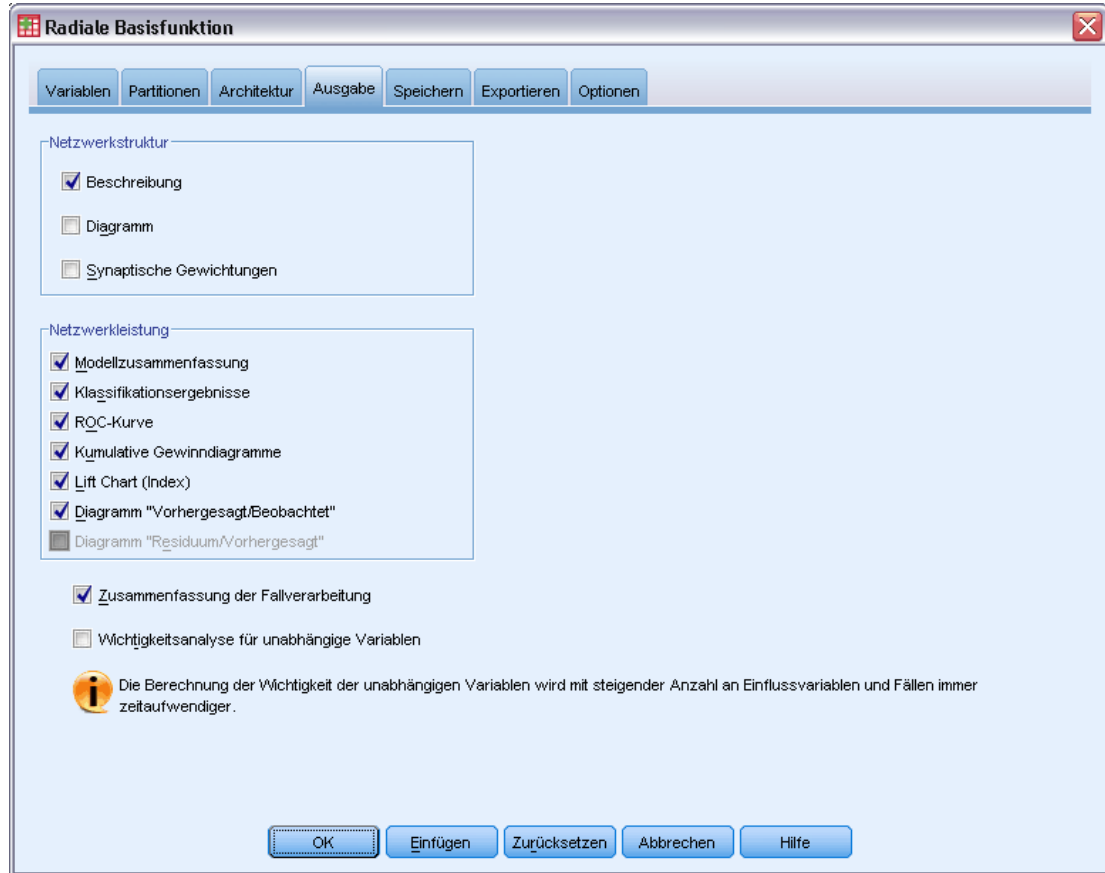 Radiale Basisfunktion
Variablen Partitionen Architektur Ausgabe Speichern Exportieren Optionen
Netzwerkstruktur
Beschreibung
Diagramm
Synaptische Gewichtungen
Netzwerkleistung
Modellzusammenfassung
Klassifikationsergebnisse
ROC-Kurve
Kumulative Gewinndiagramme
Lift Chart (Index)
Diagramm "Vorhergesagt/Beobachtet"
Diagramm "Residuum/Vorhergesagt"
Zusammenfassung der Fallverarbeitung
Wichtigkeitsanalyse für unabhängige Variablen
Die Berechnung der Wichtigkeit der unabhängigen Variablen wird mit steigender Anzahl an Einflussvariablen und Fällen immer
zeitaufwendiger.
OK Einfügen Zurücksetzen Abbrechen Hilfe